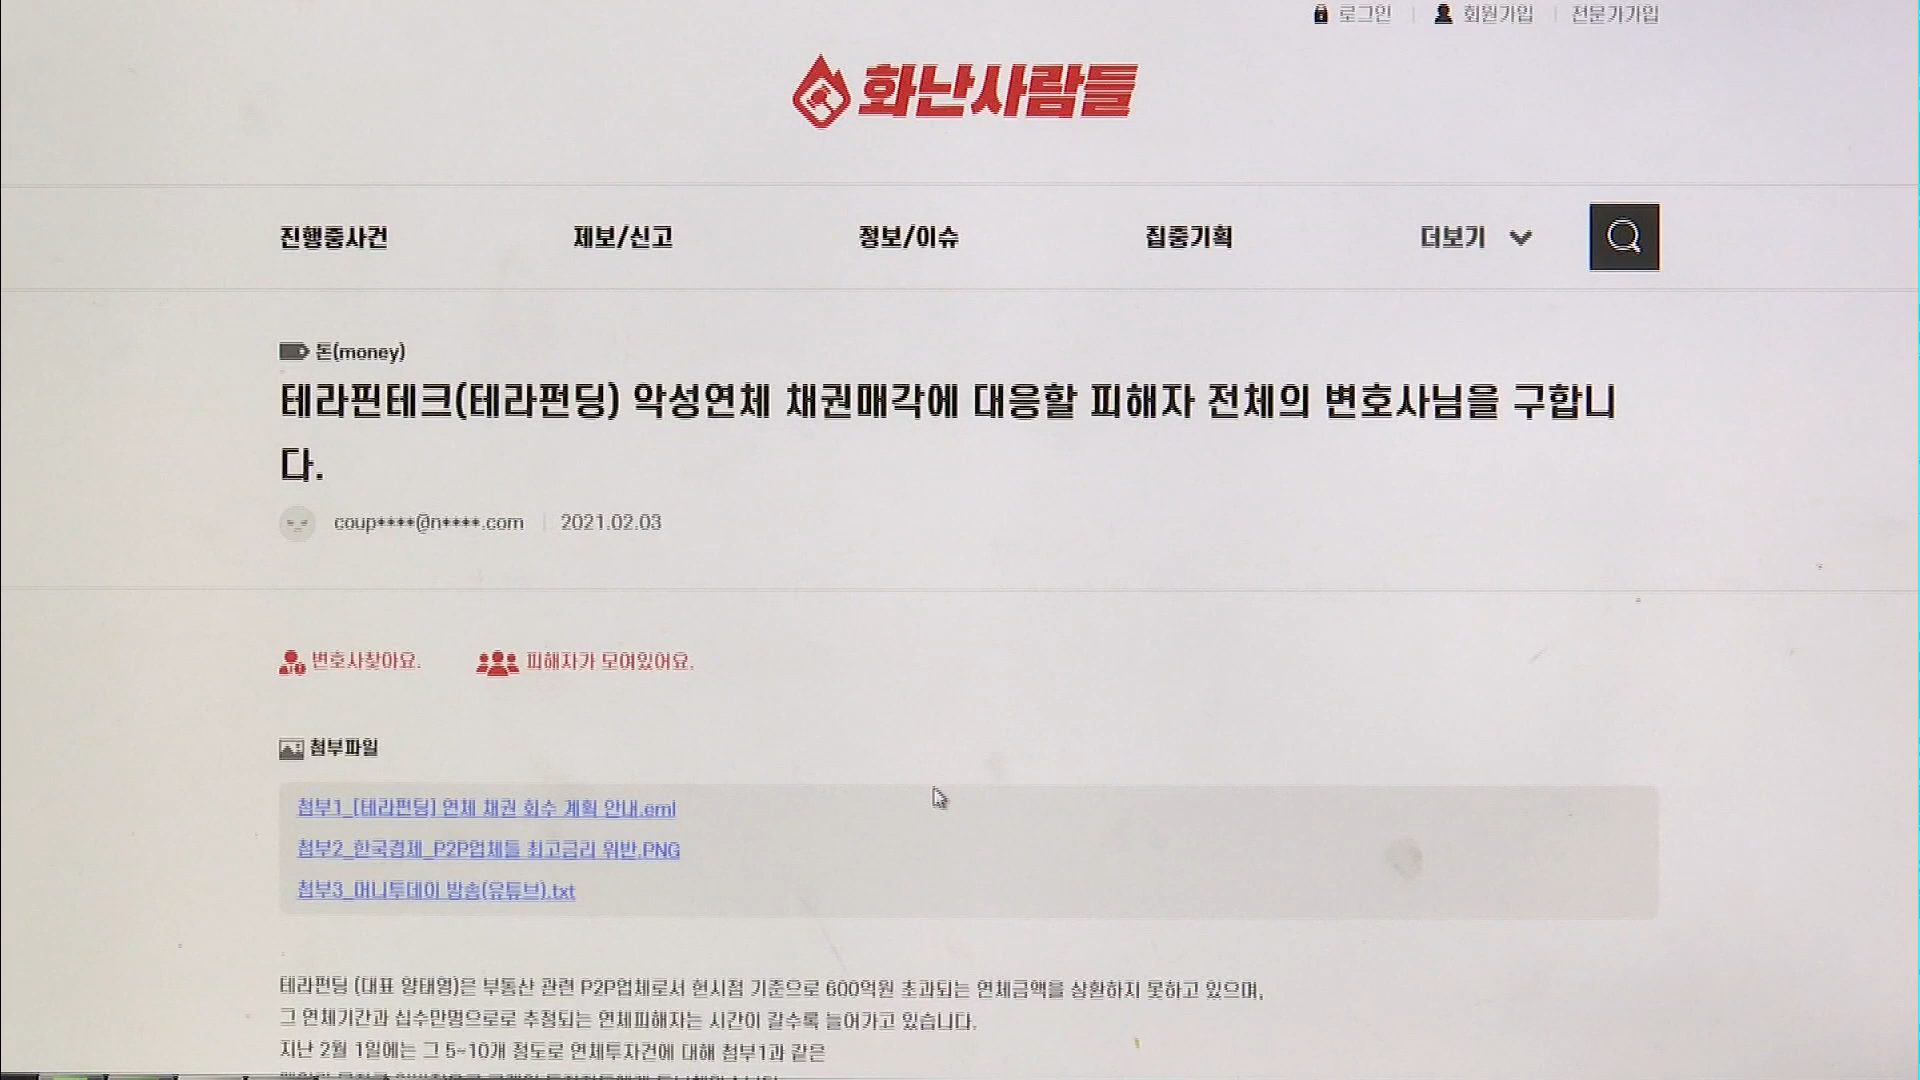 로그인 회원가입 전문가가입
화난사람들
진행중사건 제보/신고 정보/이슈 집중기획 더보기
돈(money)
테라핀테크(테라펀딩) 악성연체 채권매각에 대응할 피해자 전체의 변호사님을 구합니
다.
coup****@n****.com 2021.02.03
변호사찾아요. 피해자가 모여있어요.
첨부파일
첨부1_[테라펀딩] 연체 채권 회수 계획 안내.eml
첨부2_한국경제_P2P업체들 최고금리 위반.PNG
첨부3_머니투데이 방송(유튜브).txt
테라펀딩 (대표 양태영)은 부동산 관련 P2P업체로서 현시점 기준으로 600억원 초과되는 연체금액을 상환하지 못하고 있으며,
그 연체기간과 십수만명으로로 추정되는 연체피해자는 시간이 갈수록 늘어가고 있습니다.
지난 2월 1일에는 그 5~10개 정도로 연체투자건에 대해 첨부1과 같은